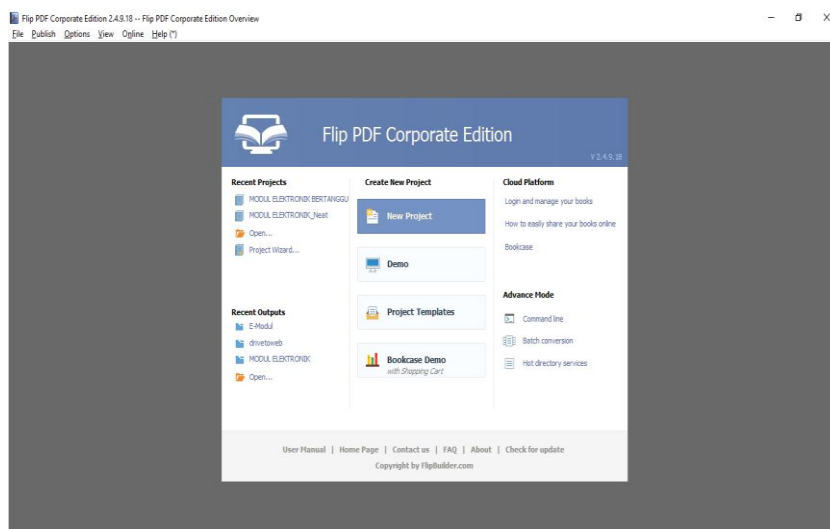 Flip PDF Corporate Edition 2.4.9.18 -- Flip PDF Corporate Edition Overview
File Publish Options View Online Help (*)
Flip PDF Corporate Edition
V 2.4.9.18
Recent Projects
MODUL ELEKTRONIK BERTANGGU
MODUL ELEKTRONIK_Neat
Open...
Project Wizard...
Recent Outputs
E-Modul
drivetoweb
MODUL ELEKTRONIK
Open...
Create New Project
New Project
Demo
Project Templates
Bookcase Demo
with Shopping Cart
Cloud Platform
Login and manage your books
How to easily share your books online
Bookcase
Advance Mode
Command line
Batch conversion
Hot directory services
User Manual | Home Page | Contact us | FAQ | About | Check for update
Copyright by FlipBuilder.com